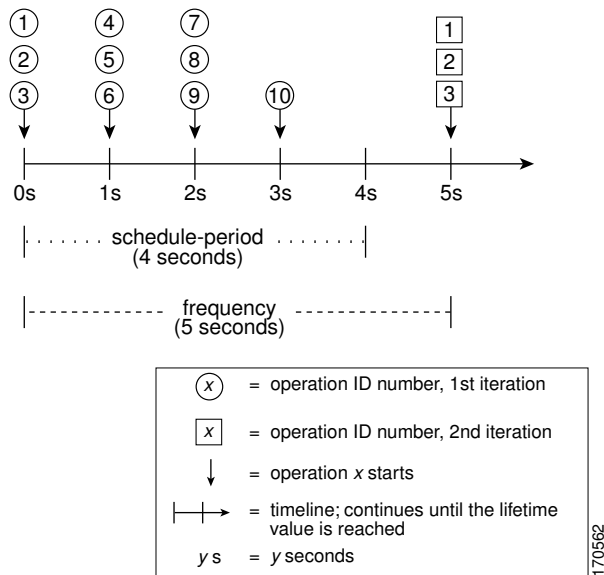 1 4 7 1
2 5 8 2
3 6 9 10 3
0s 1s 2s 3s 4s 5s
schedule-period
(4 seconds)
frequency
(5 seconds)
x = operation ID number, 1st iteration
x = operation ID number, 2nd iteration
= operation x starts
= timeline; continues until the lifetime
value is reached
y s = y seconds
170562